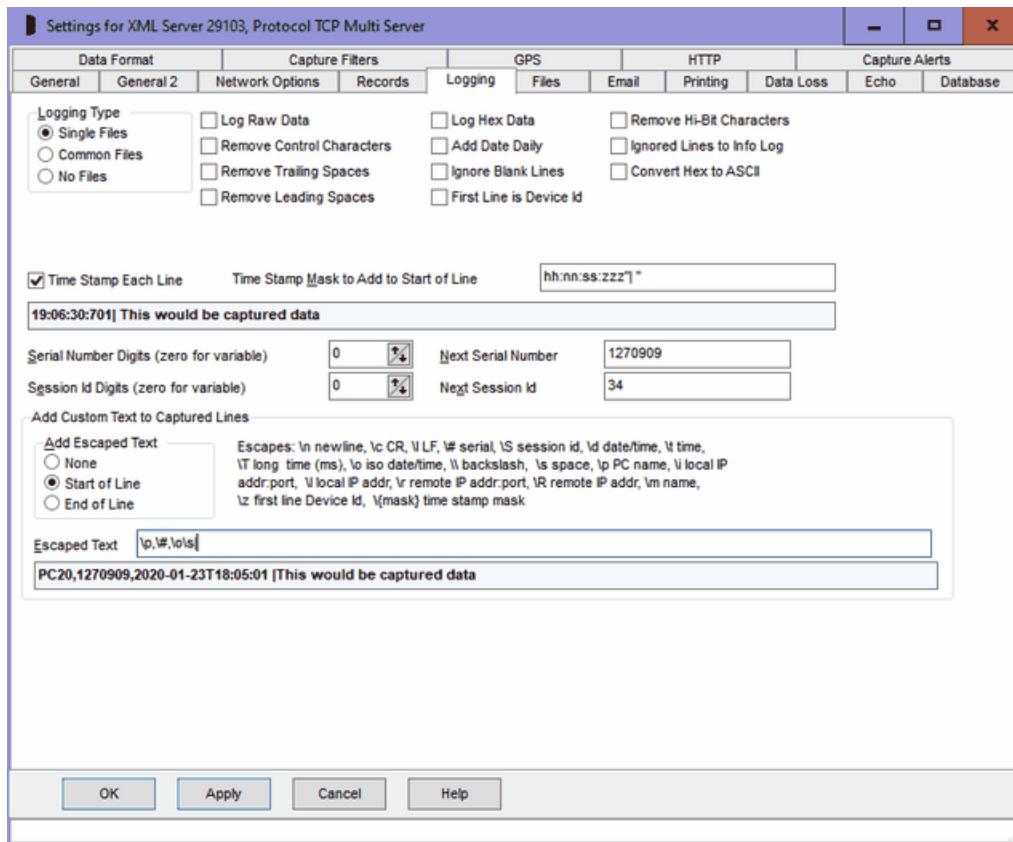 Settings for XML Server 29103, Protocol TCP Multi Server
Data Format Capture Filters GPS HTTP Capture Alerts
General General 2 Network Options Records Logging Files Email Printing Data Loss Echo Database
Logging Type
Single Files
Common Files
No Files
Log Raw Data
Remove Control Characters
Remove Trailing Spaces
Remove Leading Spaces
Log Hex Data
Add Date Daily
Ignore Blank Lines
First Line is Device Id
Remove Hi-Bit Characters
Ignored Lines to Info Log
Convert Hex to ASCII
Time Stamp Each Line Time Stamp Mask to Add to Start of Line hh:nn:ss:zzz"| "
19:06:30:701| This would be captured data
Serial Number Digits (zero for variable) 0 Next Serial Number 1270909
Session Id Digits (zero for variable) 0 Next Session Id 34
Add Custom Text to Captured Lines
Add Escaped Text
None
Start of Line
End of Line
Escapes: \n newline, \c CR, \l LF, \# serial, \S session id, \d date/time, \t time,
\T long time (ms), \o iso date/time, \\ backslash, \s space, \p PC name, \i local IP
addr:port, \I local IP addr, \r remote IP addr:port, \R remote IP addr, \m name,
\z first line Device Id, \{mask} time stamp mask
Escaped Text \p,\#,\o\s|
PC20,1270909,2020-01-23T18:05:01 |This would be captured data
OK Apply Cancel Help